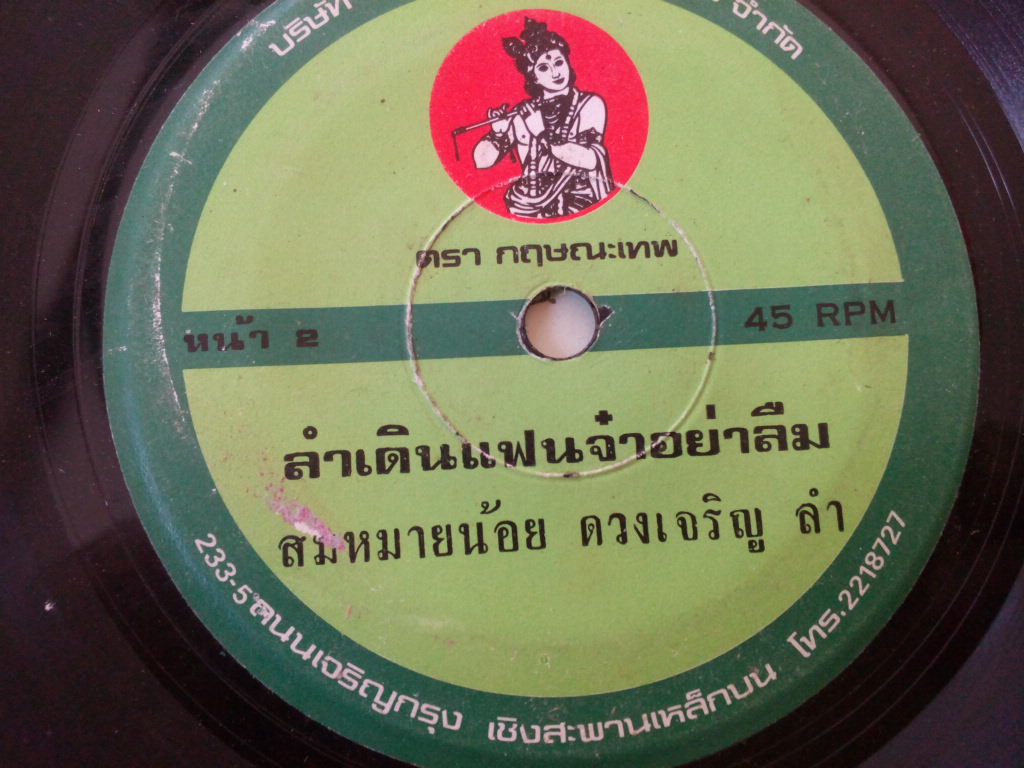 บริษัท
จำกัด
ตรา กฤษณะเทพ
หน้า ๒
45 RPM
ลำเดินแฟนจ๋าอย่าลืม
สมหมายน้อย ดวงเจริญ ลำ
233-5 ถนนเจริญกรุง เชิงสะพานเหล็กบน โทร.2218727